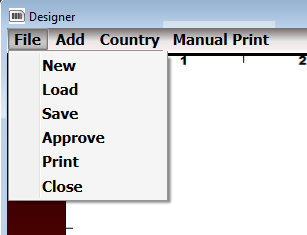 Designer
File Add Country Manual Print
1 2
New
Load
Save
Approve
Print
Close